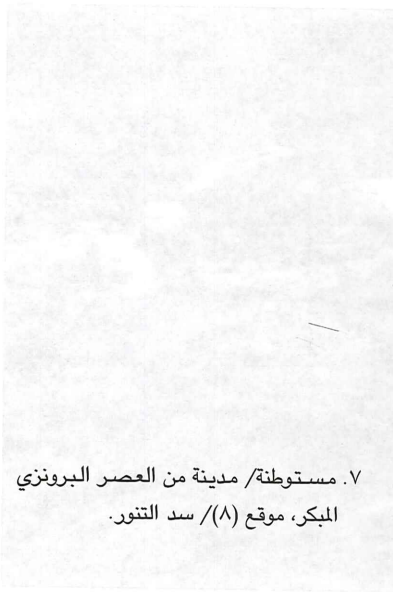 ٧. مستوطنة/ مدينة من العصر البرونزي
المبكر، موقع (٨)/ سد التنور.